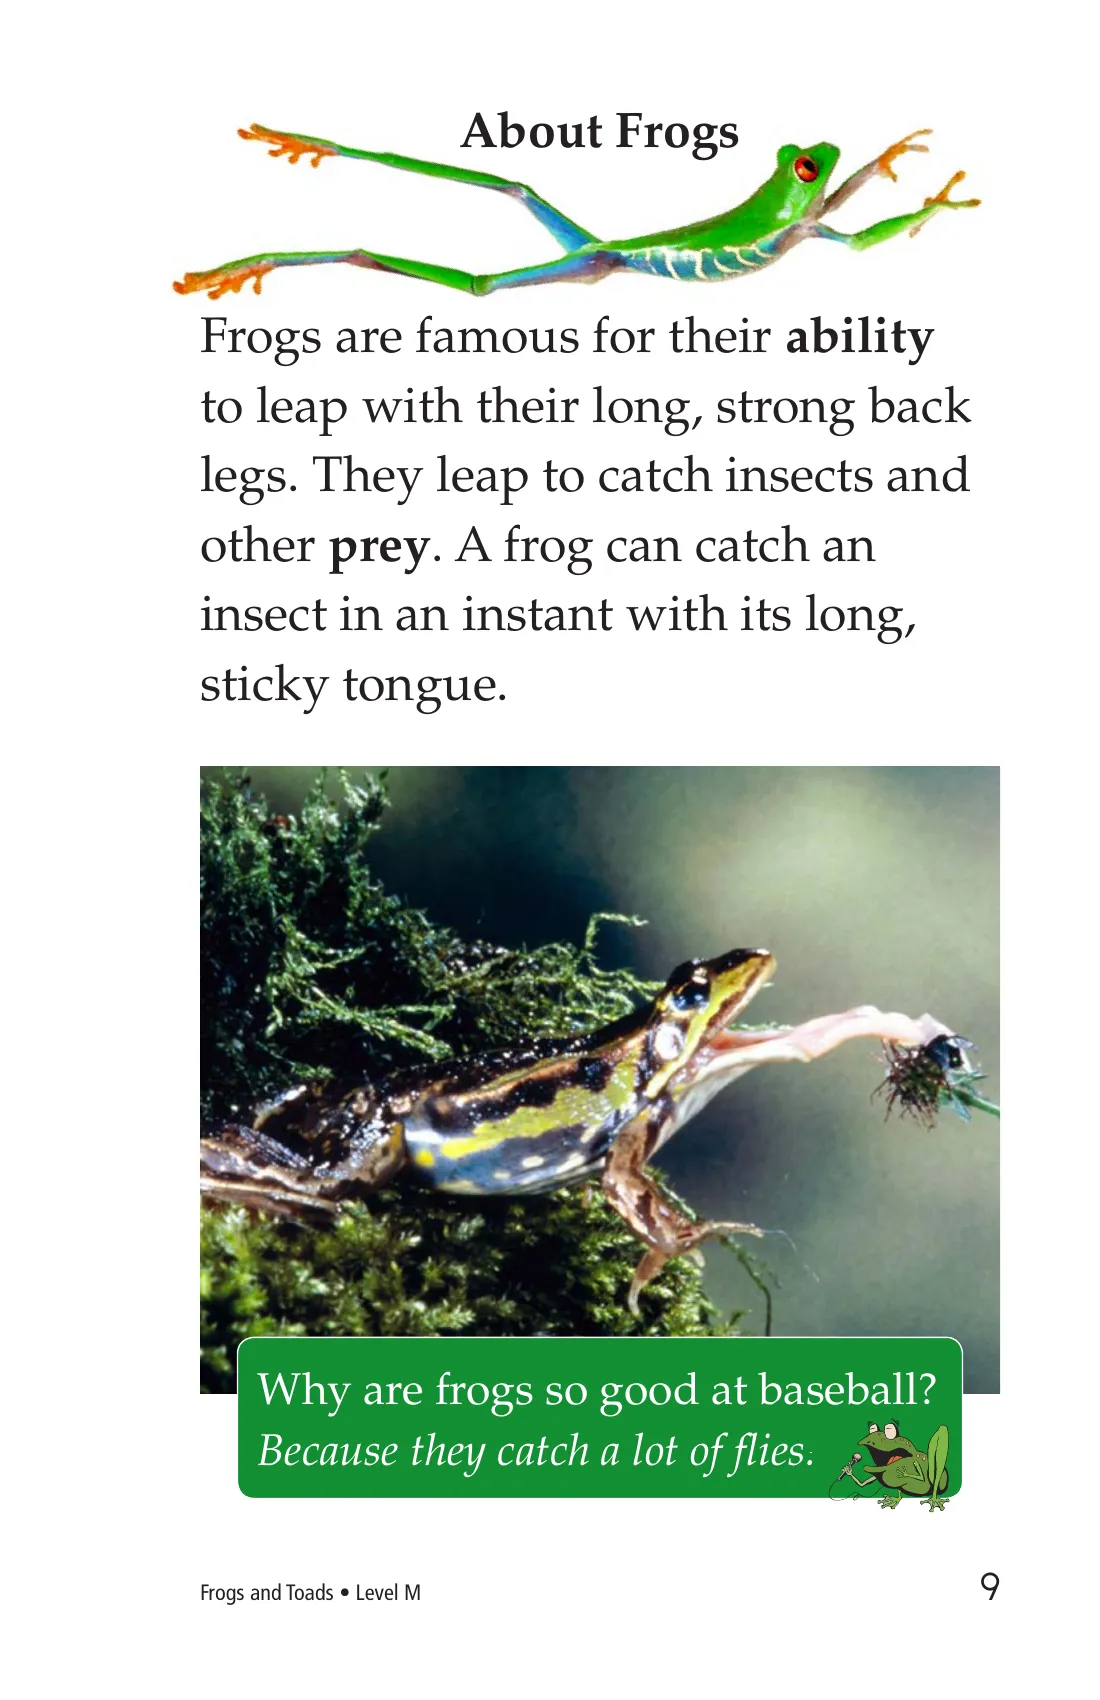 About Frogs
Frogs are famous for their ability
to leap with their long, strong back
legs. They leap to catch insects and
other prey. A frog can catch an
insect in an instant with its long,
sticky tongue.
Why are frogs so good at baseball?
Because they catch a lot of flies.
Frogs and Toads • Level M
9